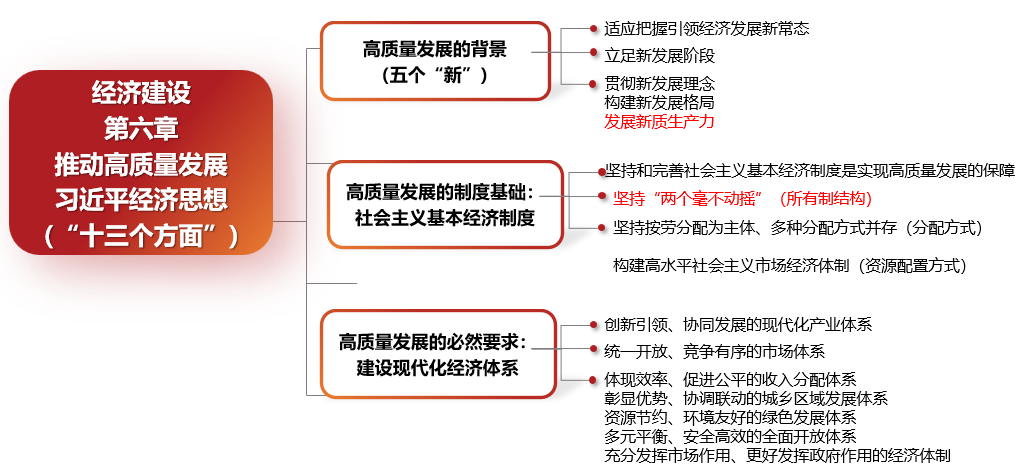 经济建设
第六章
推动高质量发展
习近平经济思想
（“十三个方面”）
高质量发展的背景
（五个“新”）
适应把握引领经济发展新常态
立足新发展阶段
贯彻新发展理念
构建新发展格局
发展新质生产力
高质量发展的制度基础：
社会主义基本经济制度
坚持和完善社会主义基本经济制度是实现高质量发展的保障
坚持“两个毫不动摇”（所有制结构）
坚持按劳分配为主体、多种分配方式并存（分配方式）
构建高水平社会主义市场经济体制（资源配置方式）
高质量发展的必然要求：
建设现代化经济体系
创新引领、协同发展的现代化产业体系
统一开放、竞争有序的市场体系
体现效率、促进公平的收入分配体系
彰显优势、协调联动的城乡区域发展体系
资源节约、环境友好的绿色发展体系
多元平衡、安全高效的全面开放体系
充分发挥市场作用、更好发挥政府作用的经济体制